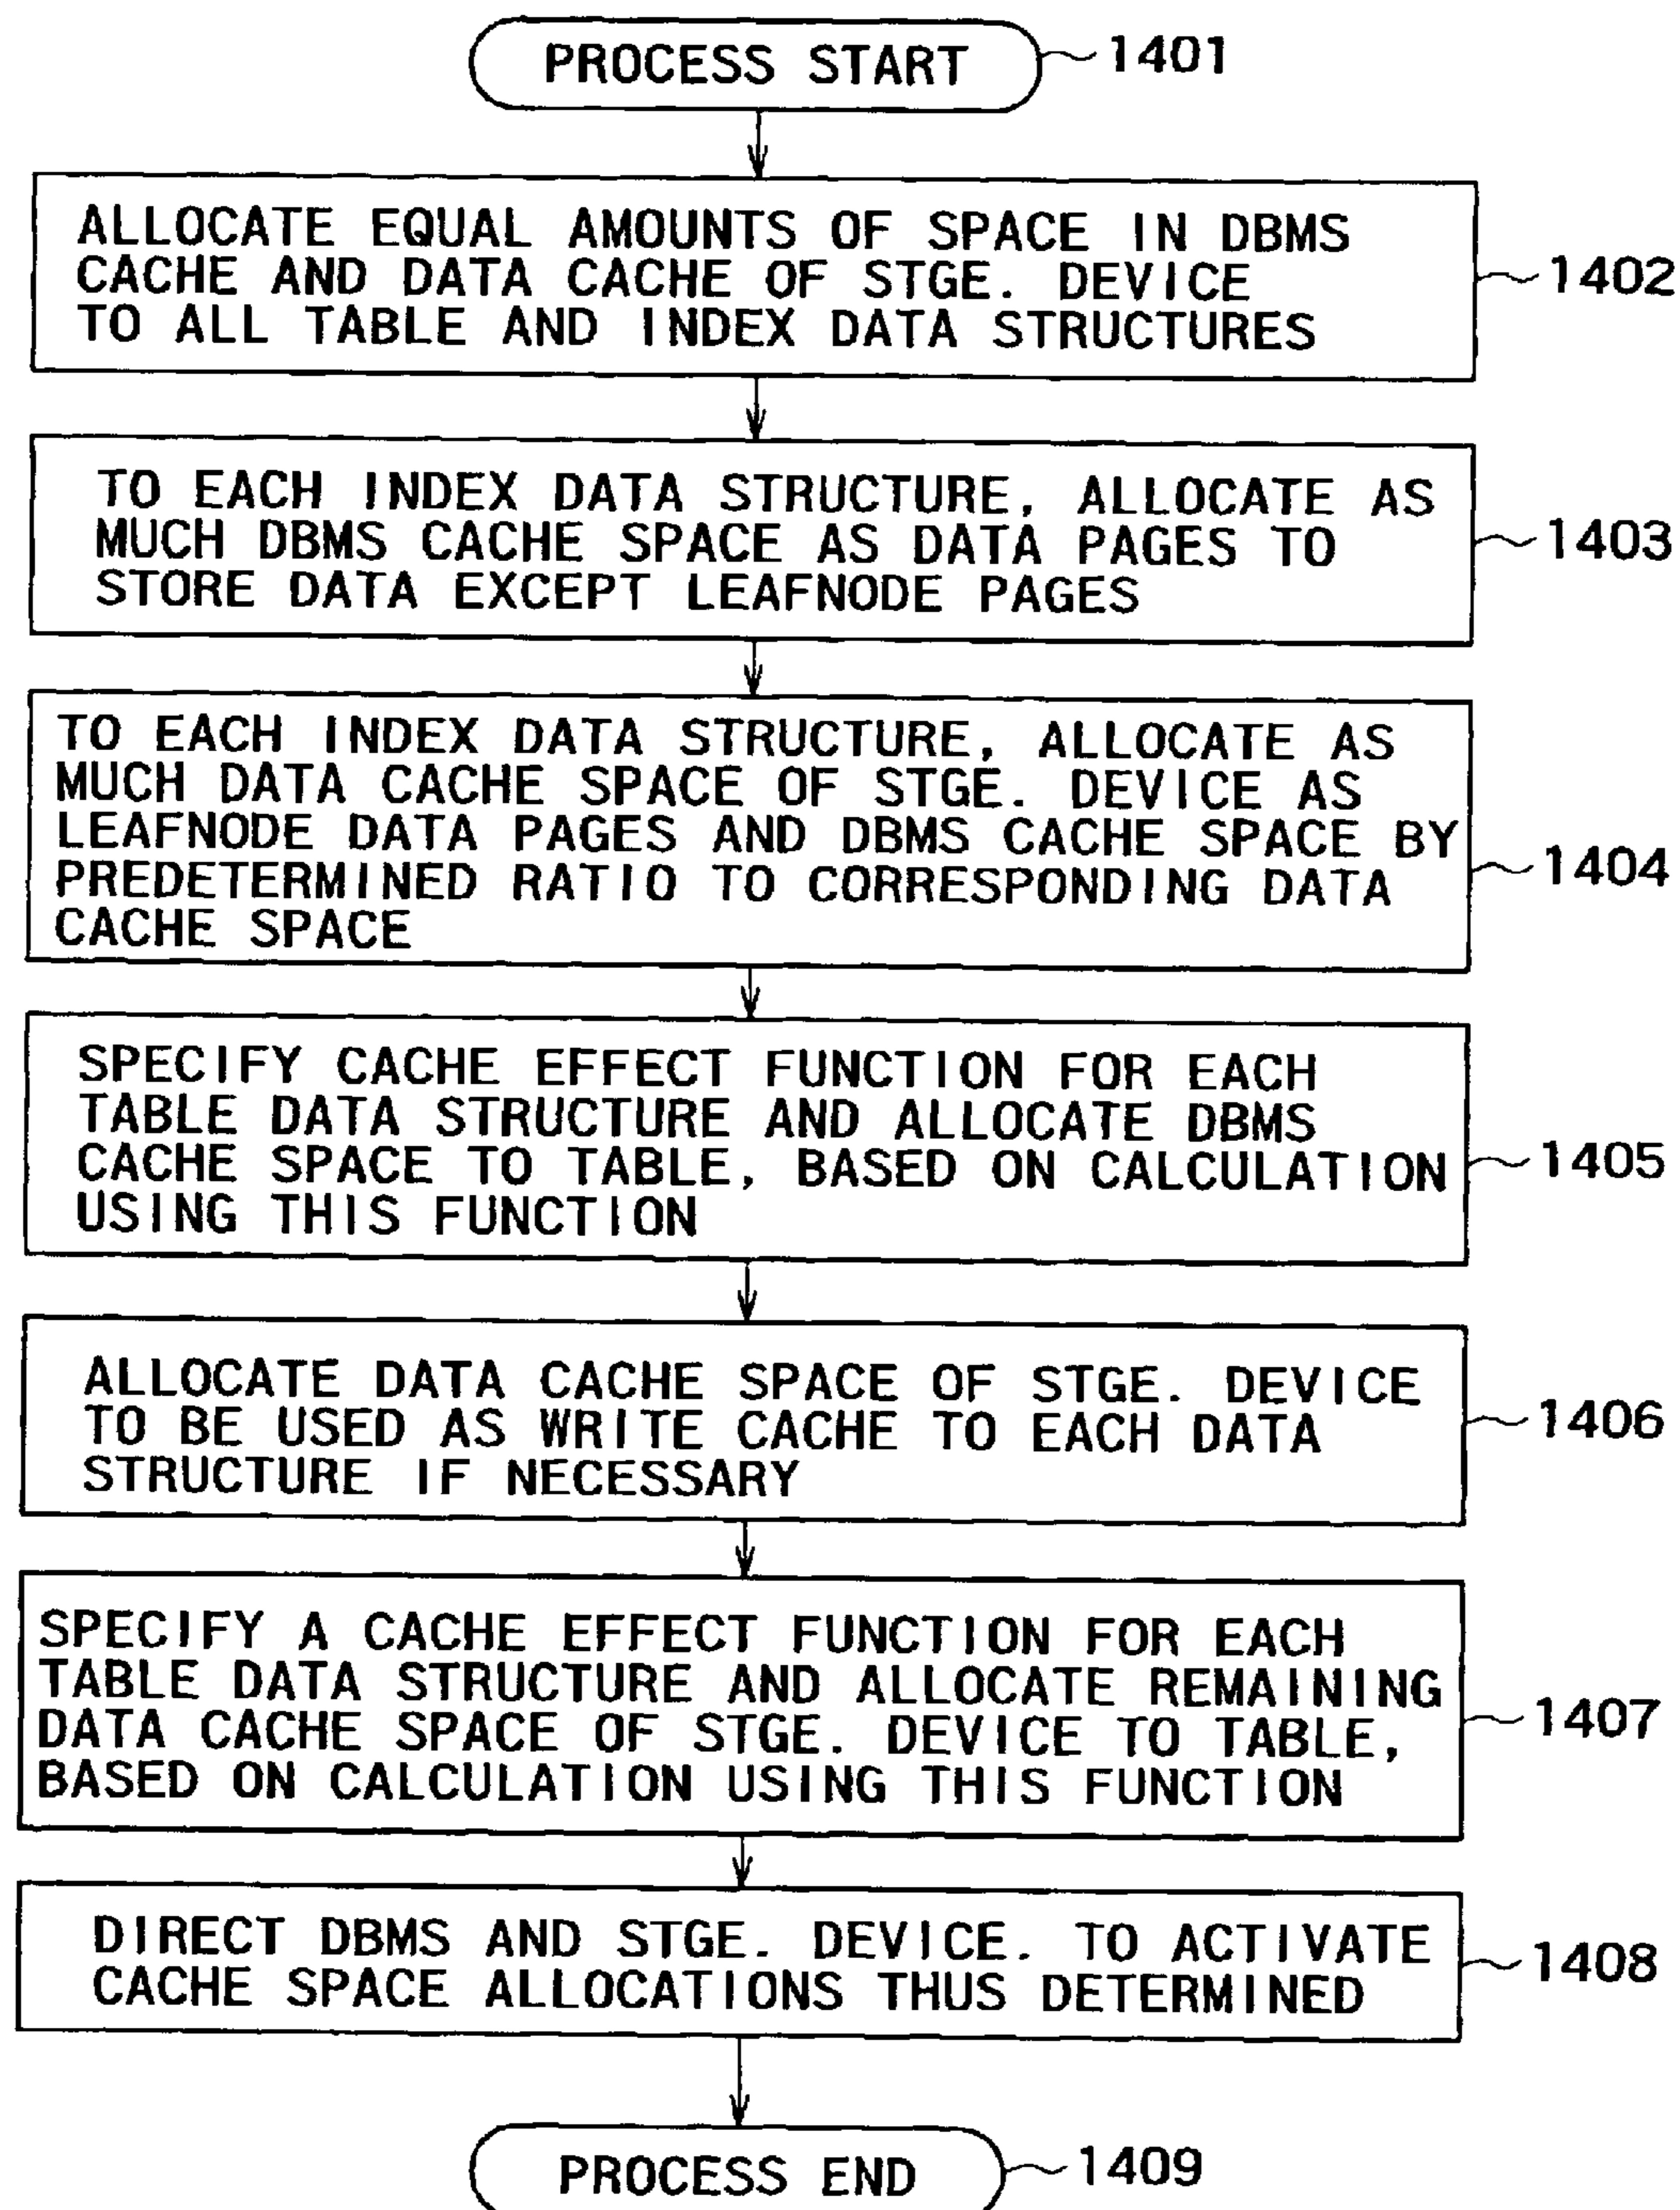 PROCESS START
1401
ALLOCATE EQUAL AMOUNTS OF SPACE IN DBMS
CACHE AND DATA CACHE OF STGE. DEVICE
TO ALL TABLE AND INDEX DATA STRUCTURES
1402
TO EACH INDEX DATA STRUCTURE, ALLOCATE AS
MUCH DBMS CACHE SPACE AS DATA PAGES TO
STORE DATA EXCEPT LEAFNODE PAGES
1403
TO EACH INDEX DATA STRUCTURE, ALLOCATE AS
MUCH DATA CACHE SPACE OF STGE. DEVICE AS
LEAFNODE DATA PAGES AND DBMS CACHE SPACE BY
PREDETERMINED RATIO TO CORRESPONDING DATA
CACHE SPACE
1404
SPECIFY CACHE EFFECT FUNCTION FOR EACH
TABLE DATA STRUCTURE AND ALLOCATE DBMS
CACHE SPACE TO TABLE, BASED ON CALCULATION
USING THIS FUNCTION
1405
ALLOCATE DATA CACHE SPACE OF STGE. DEVICE
TO BE USED AS WRITE CACHE TO EACH DATA
STRUCTURE IF NECESSARY
1406
SPECIFY A CACHE EFFECT FUNCTION FOR EACH
TABLE DATA STRUCTURE AND ALLOCATE REMAINING
DATA CACHE SPACE OF STGE. DEVICE TO TABLE,
BASED ON CALCULATION USING THIS FUNCTION
1407
DIRECT DBMS AND STGE. DEVICE. TO ACTIVATE
CACHE SPACE ALLOCATIONS THUS DETERMINED
1408
PROCESS END
1409